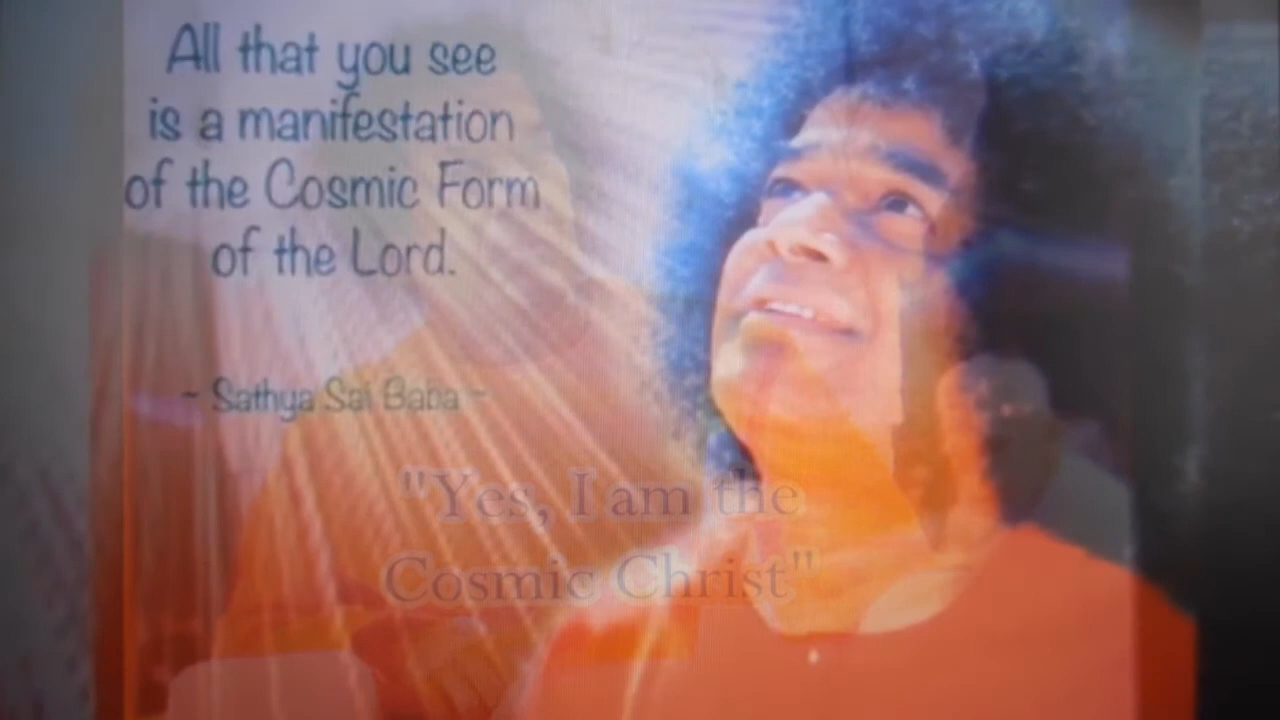 All that you see
is a manifestation
of the Cosmic Form
of the Lord.
~ Sathya Sai Baba ~
"Yes, I am the
Cosmic Christ"